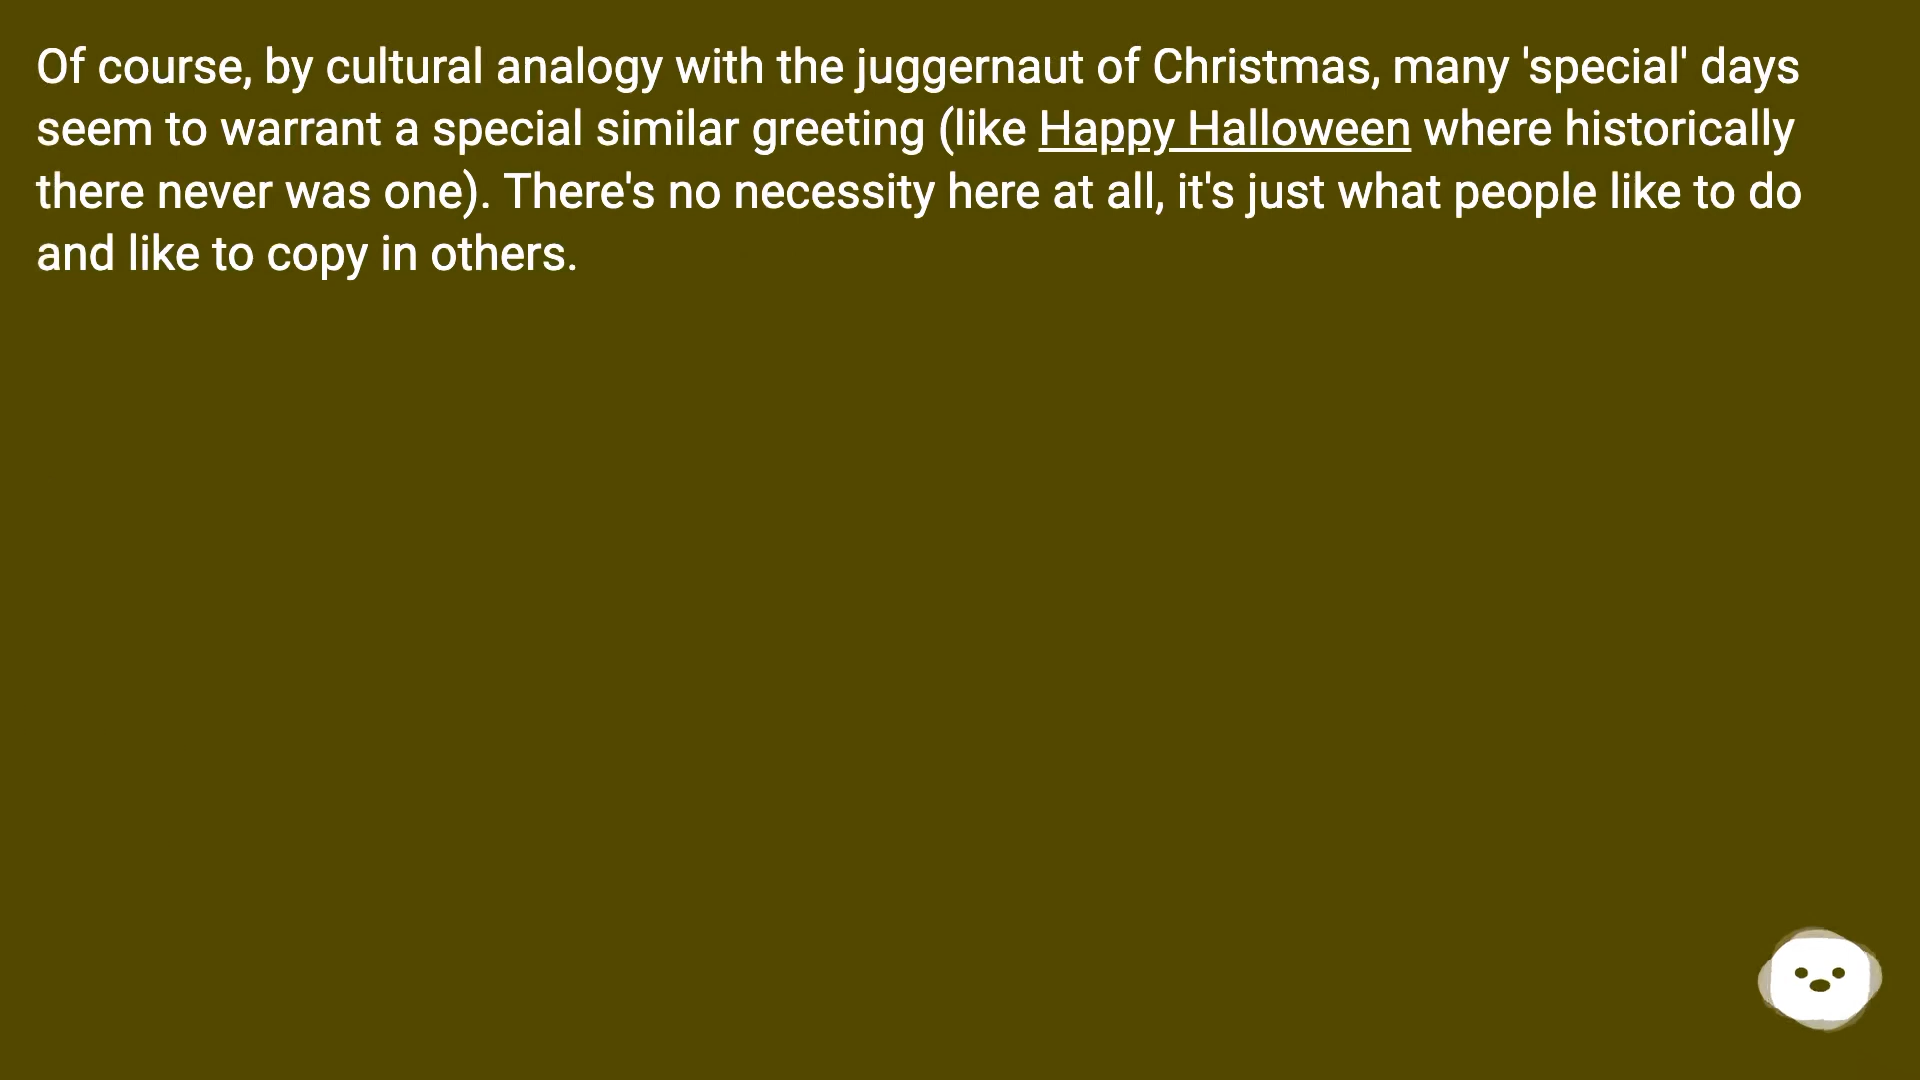 Of course, by cultural analogy with the juggernaut of Christmas, many 'special' days
seem to warrant a special similar greeting (like Happy Halloween where historically
there never was one). There's no necessity here at all, it's just what people like to do
and like to copy in others.